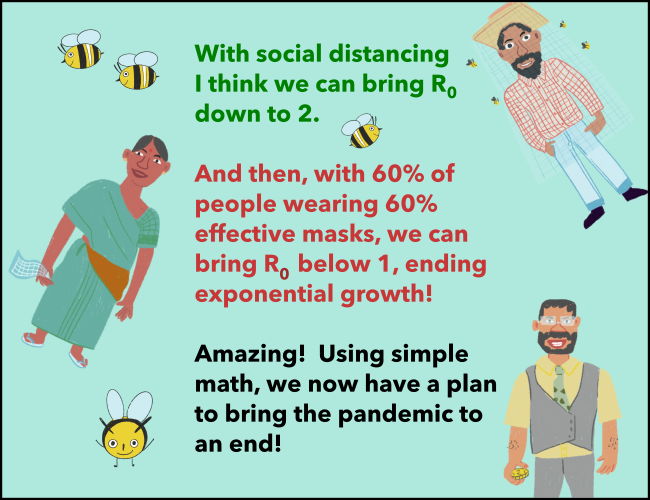 With social distancing
I think we can bring R₀
down to 2.
And then, with 60% of
people wearing 60%
effective masks, we can
bring R₀ below 1, ending
exponential growth!
Amazing!  Using simple
math, we now have a plan
to bring the pandemic to
an end!